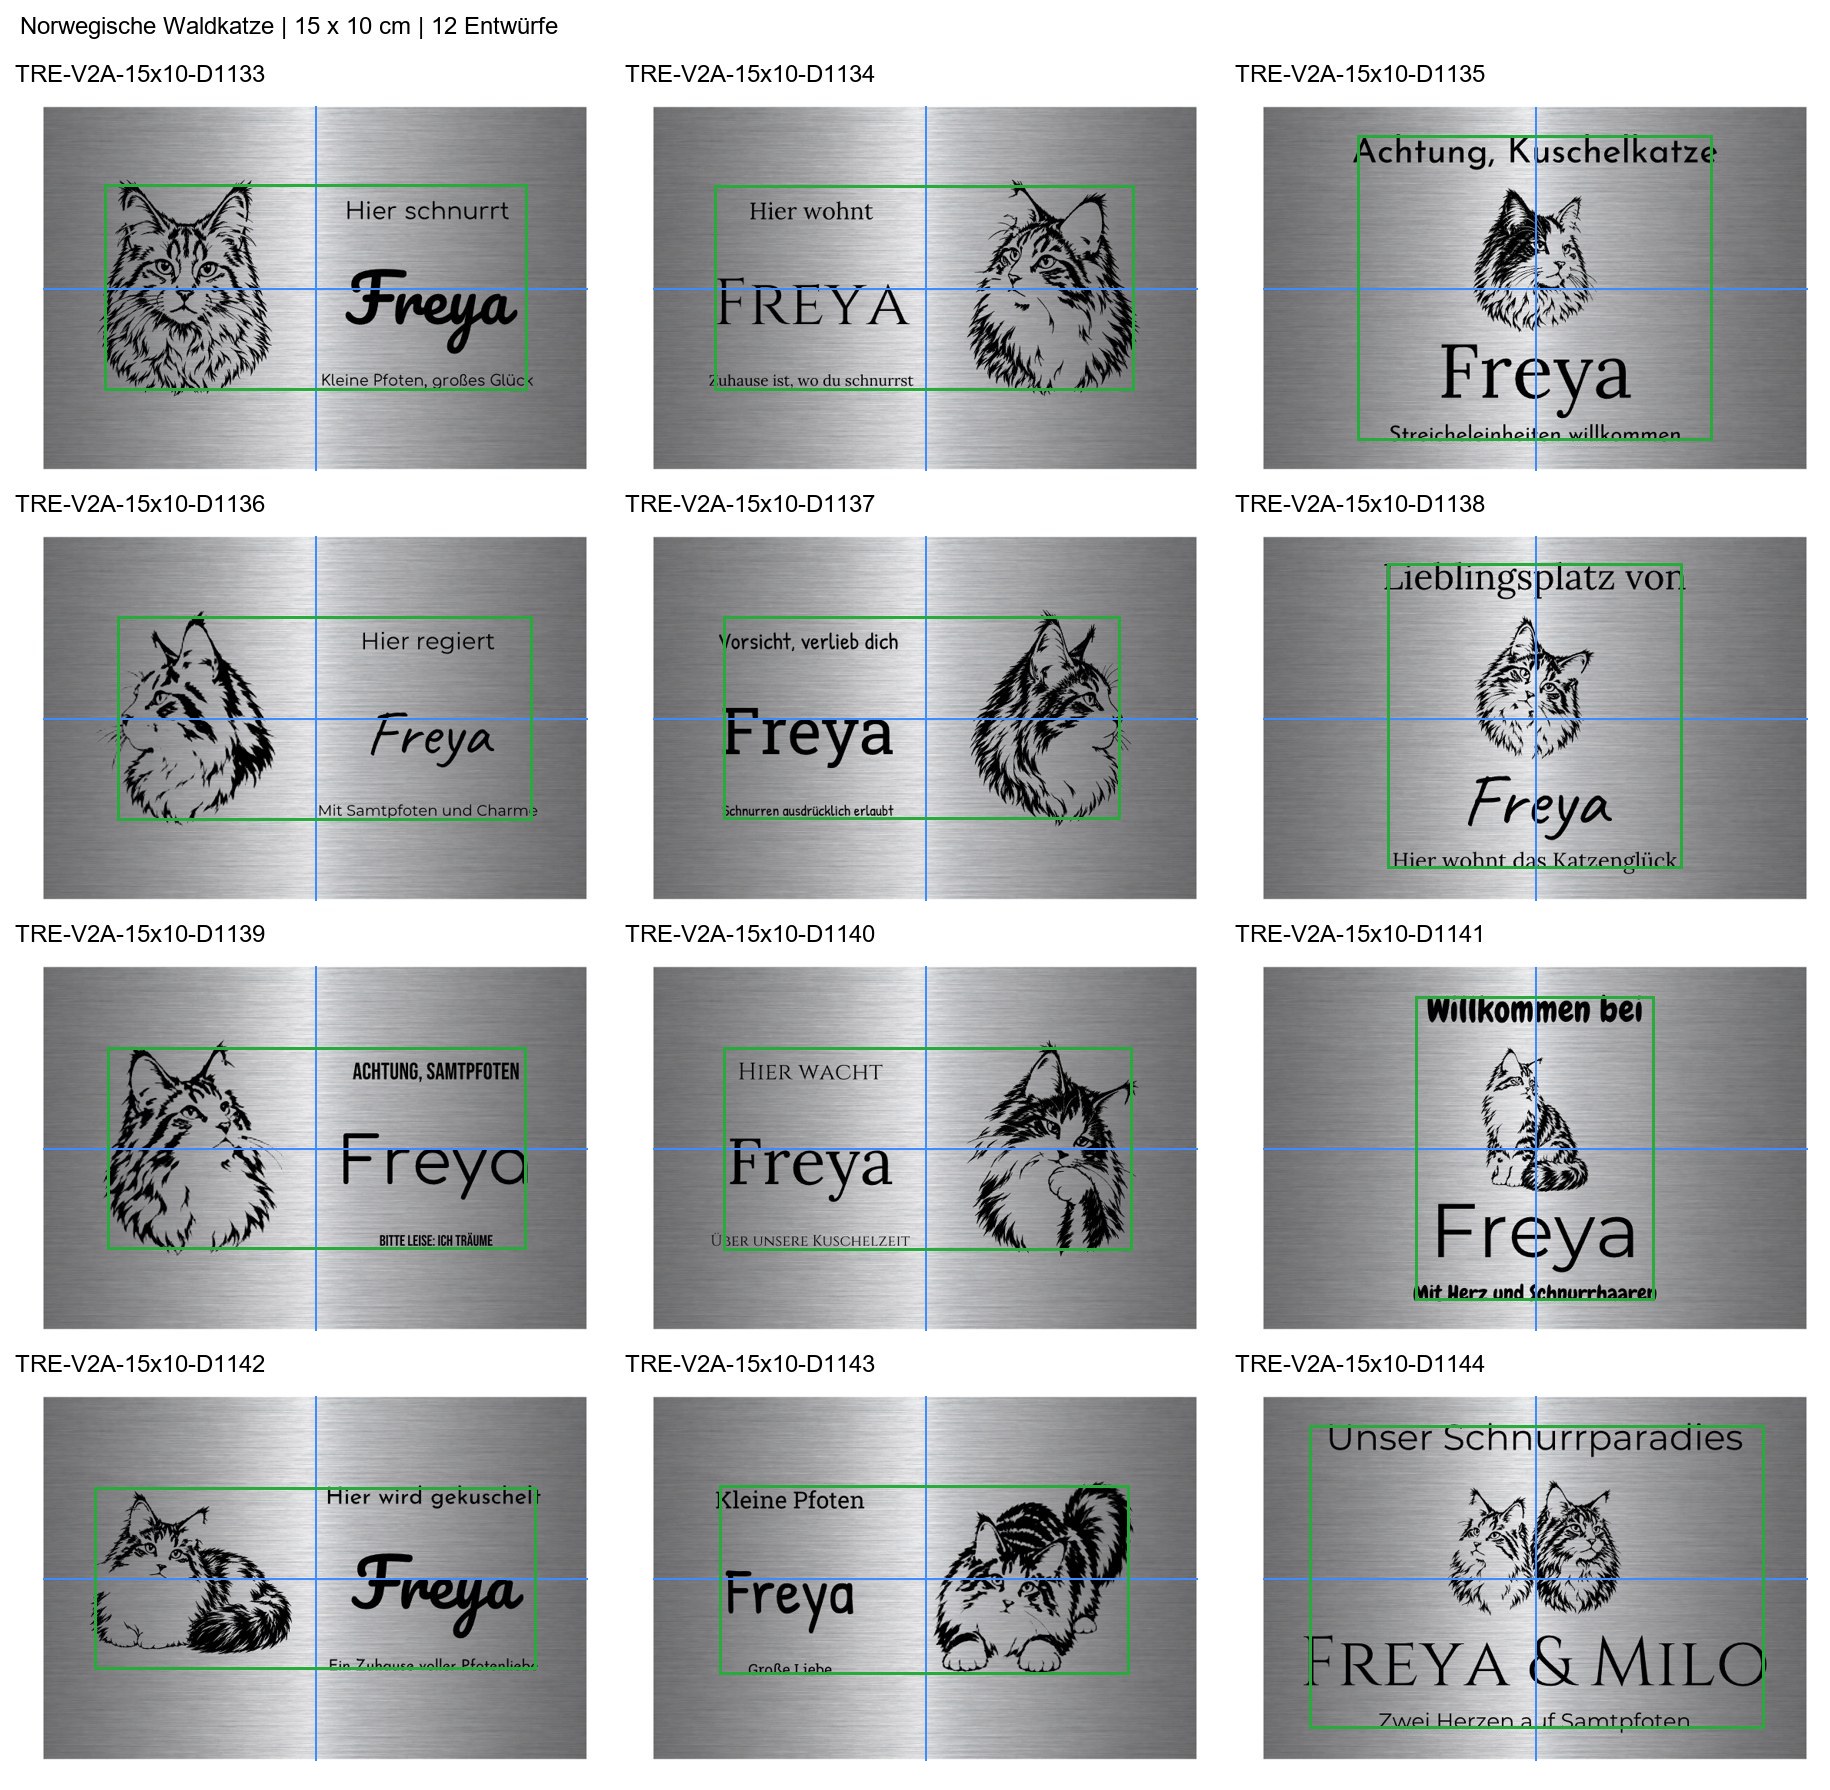 Norwegische Waldkatze | 15 x 10 cm | 12 Entwürfe
TRE-V2A-15x10-D1133
Hier schnurrt
Freya
Kleine Pfoten, großes Glück
TRE-V2A-15x10-D1134
Hier wohnt
FREYA
Zuhause ist, wo du schnurrst
TRE-V2A-15x10-D1135
Achtung, Kuschelkatze
Freya
Streicheleinheiten willkommen
TRE-V2A-15x10-D1136
Hier regiert
Freya
Mit Samtpfoten und Charme
TRE-V2A-15x10-D1137
Vorsicht, verlieb dich
Freya
Schnurren ausdrücklich erlaubt
TRE-V2A-15x10-D1138
Lieblingsplatz von
Freya
Hier wohnt das Katzenglück
TRE-V2A-15x10-D1139
ACHTUNG, SAMTPFOTEN
Freya
BITTE LEISE: ICH TRÄUME
TRE-V2A-15x10-D1140
HIER WACHT
Freya
ÜBER UNSERE KUSCHELZEIT
TRE-V2A-15x10-D1141
Willkommen bei
Freya
Mit Herz und Schnurrhaaren
TRE-V2A-15x10-D1142
Hier wird gekuschelt
Freya
Ein Zuhause voller Pfotenliebe
TRE-V2A-15x10-D1143
Kleine Pfoten
Freya
Große Liebe
TRE-V2A-15x10-D1144
Unser Schnurrparadies
FREYA & MILO
Zwei Herzen auf Samtpfoten